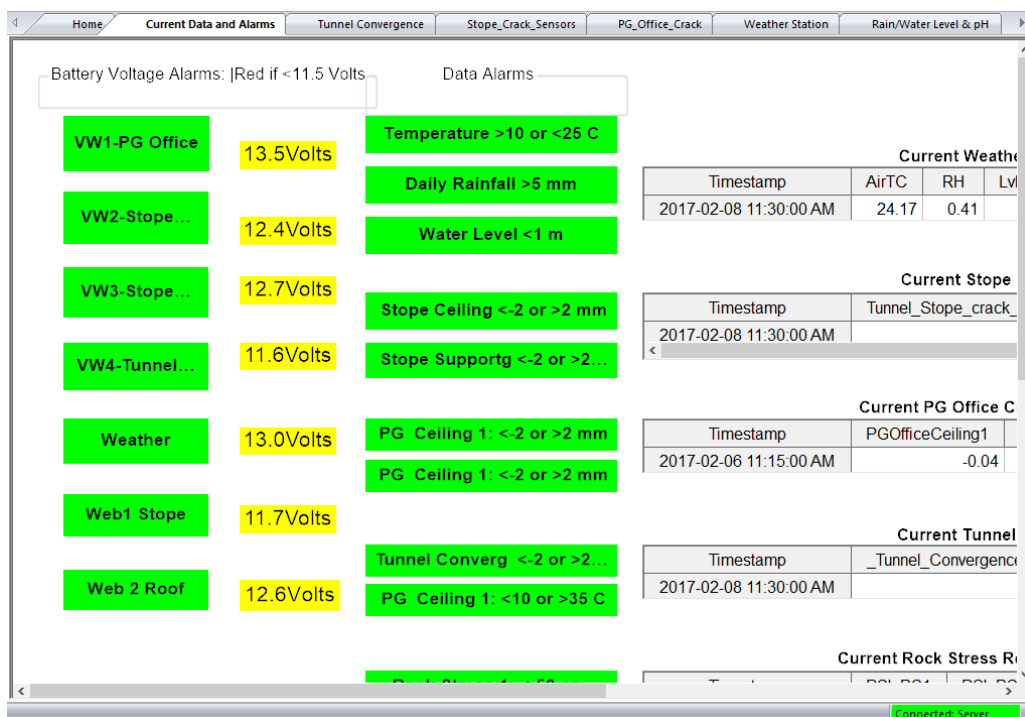 Home
Current Data and Alarms
Tunnel Convergence
Stope_Crack_Sensors
PG_Office_Crack
Weather Station
Rain/Water Level & pH
Battery Voltage Alarms: |Red if <11.5 Volts
Data Alarms
VW1-PG Office
13.5Volts
VW2-Stope...
12.4Volts
VW3-Stope...
12.7Volts
VW4-Tunnel...
11.6Volts
Weather
13.0Volts
Web1 Stope
11.7Volts
Web 2 Roof
12.6Volts
Temperature >10 or <25 C
Daily Rainfall >5 mm
Water Level <1 m
Stope Ceiling <-2 or >2 mm
Stope Supportg <-2 or >2...
PG Ceiling 1: <-2 or >2 mm
PG Ceiling 1: <-2 or >2 mm
Tunnel Converg <-2 or >2...
PG Ceiling 1: <10 or >35 C
Current Weathe
Timestamp AirTC RH Lvl
2017-02-08 11:30:00 AM 24.17 0.41
Current Stope
Timestamp Tunnel_Stope_crack_
2017-02-08 11:30:00 AM
Current PG Office C
Timestamp PGOfficeCeiling1
2017-02-06 11:15:00 AM -0.04
Current Tunnel
Timestamp _Tunnel_Convergence
2017-02-08 11:30:00 AM
Current Rock Stress R
Connected: Server